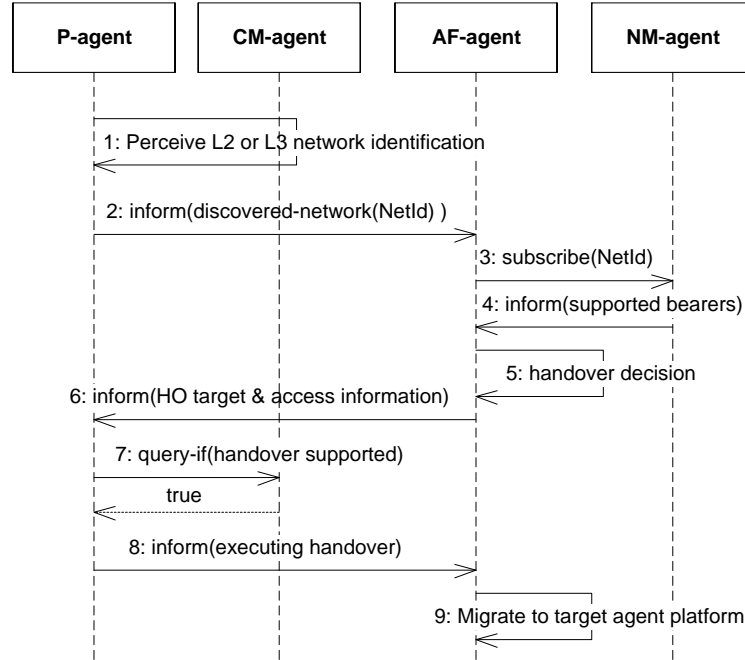 P-agent
CM-agent
AF-agent
NM-agent
1: Perceive L2 or L3 network identification
2: inform(discovered-network(NetId) )
3: subscribe(NetId)
4: inform(supported bearers)
5: handover decision
6: inform(HO target & access information)
7: query-if(handover supported)
true
8: inform(executing handover)
9: Migrate to target agent platform